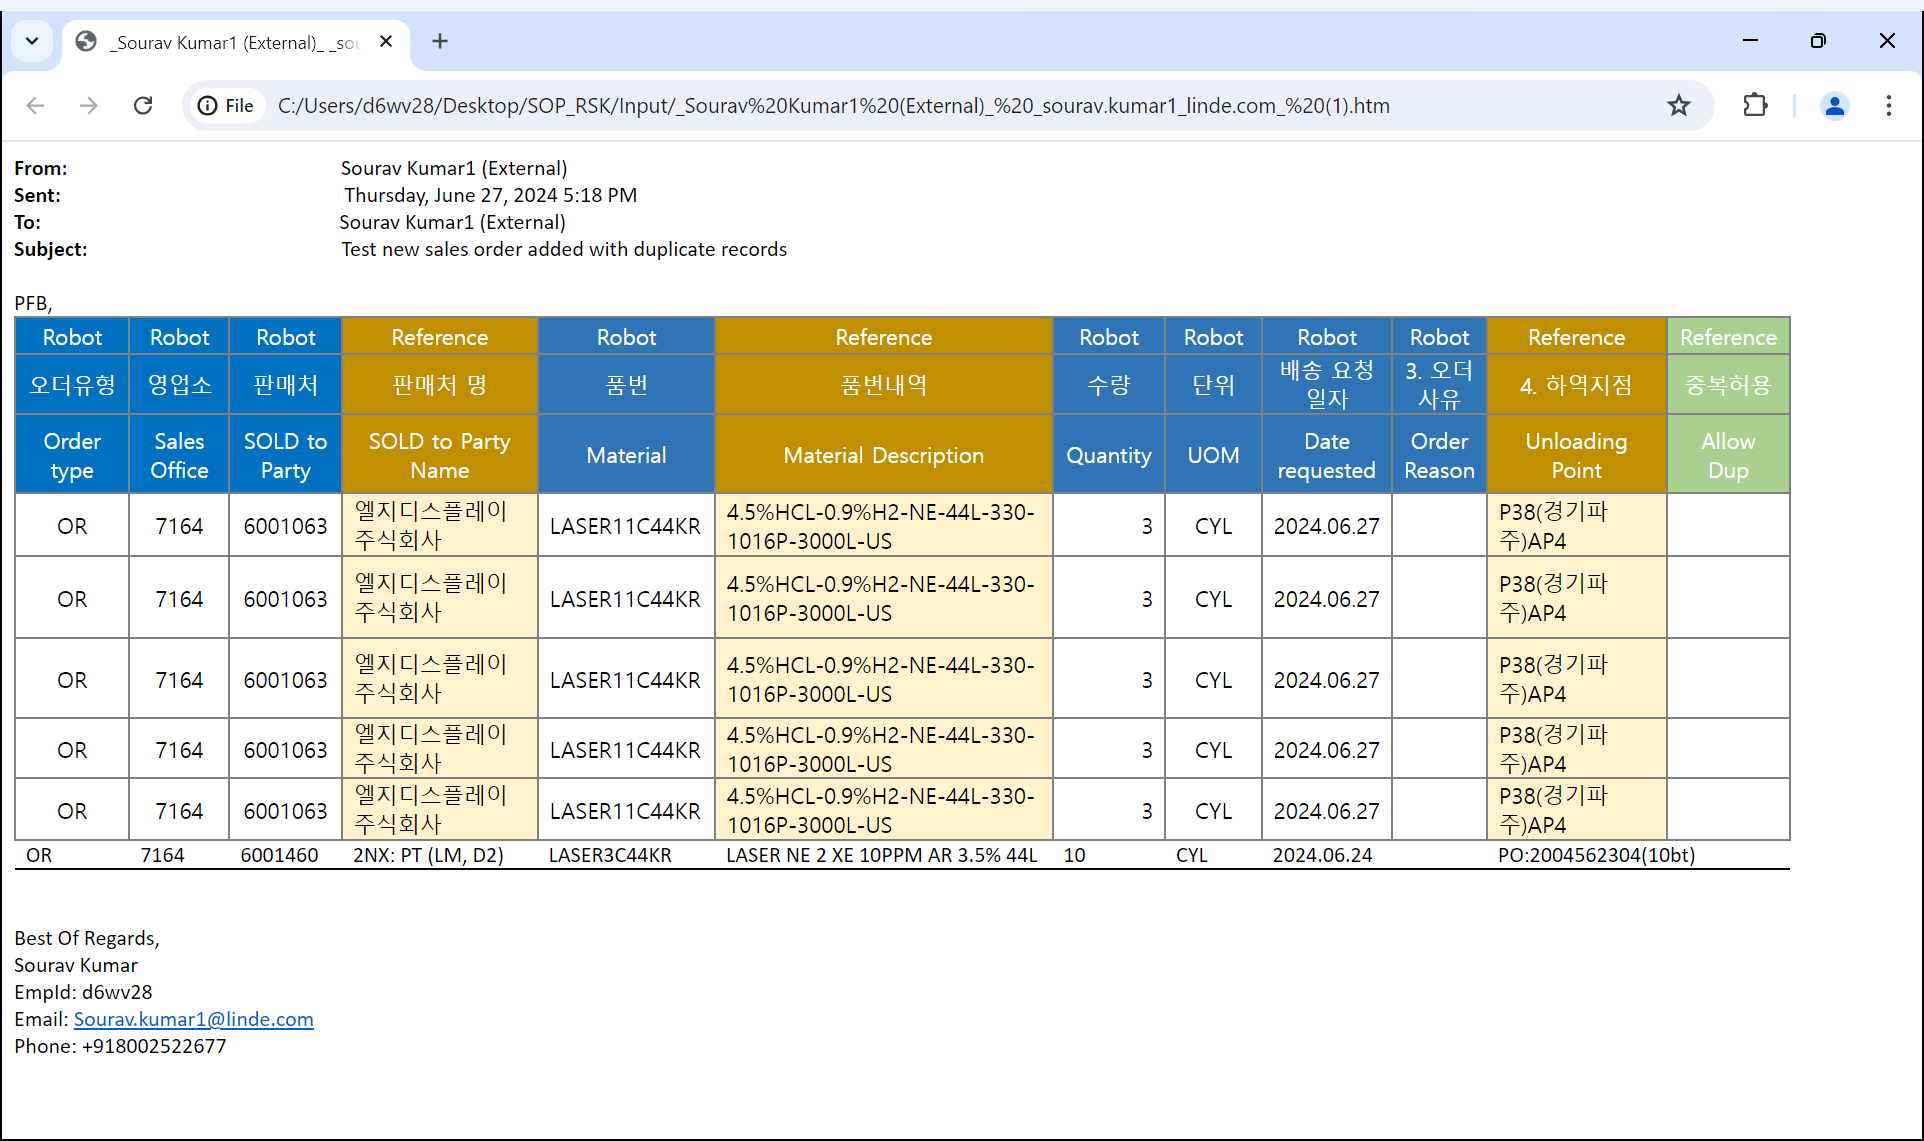 _Sourav Kumar1 (External)_ _sou
File
C:/Users/d6wv28/Desktop/SOP_RSK/Input/_Sourav%20Kumar1%20(External)_%20_sourav.kumar1_linde.com_%20(1).htm
From: Sourav Kumar1 (External)
Sent: Thursday, June 27, 2024 5:18 PM
To: Sourav Kumar1 (External)
Subject: Test new sales order added with duplicate records
PFB,
Robot Robot Robot Reference Robot Reference Robot Robot Robot Robot Reference Reference
오더유형 영업소 판매처 판매처 명 품번 품번내역 수량 단위 배송 요청 일자 3. 오더 사유 4. 하역지점 중복허용
Order type Sales Office SOLD to Party SOLD to Party Name Material Material Description Quantity UOM Date requested Order Reason Unloading Point Allow Dup
OR 7164 6001063 엘지디스플레이 주식회사 LASER11C44KR 4.5%HCL-0.9%H2-NE-44L-330-1016P-3000L-US 3 CYL 2024.06.27 P38(경기파주)AP4
OR 7164 6001063 엘지디스플레이 주식회사 LASER11C44KR 4.5%HCL-0.9%H2-NE-44L-330-1016P-3000L-US 3 CYL 2024.06.27 P38(경기파주)AP4
OR 7164 6001063 엘지디스플레이 주식회사 LASER11C44KR 4.5%HCL-0.9%H2-NE-44L-330-1016P-3000L-US 3 CYL 2024.06.27 P38(경기파주)AP4
OR 7164 6001063 엘지디스플레이 주식회사 LASER11C44KR 4.5%HCL-0.9%H2-NE-44L-330-1016P-3000L-US 3 CYL 2024.06.27 P38(경기파주)AP4
OR 7164 6001063 엘지디스플레이 주식회사 LASER11C44KR 4.5%HCL-0.9%H2-NE-44L-330-1016P-3000L-US 3 CYL 2024.06.27 P38(경기파주)AP4
OR 7164 6001460 2NX: PT (LM, D2) LASER3C44KR LASER NE 2 XE 10PPM AR 3.5% 44L 10 CYL 2024.06.24 PO:2004562304(10bt)
Best Of Regards,
Sourav Kumar
EmpId: d6wv28
Email: Sourav.kumar1@linde.com
Phone: +918002522677